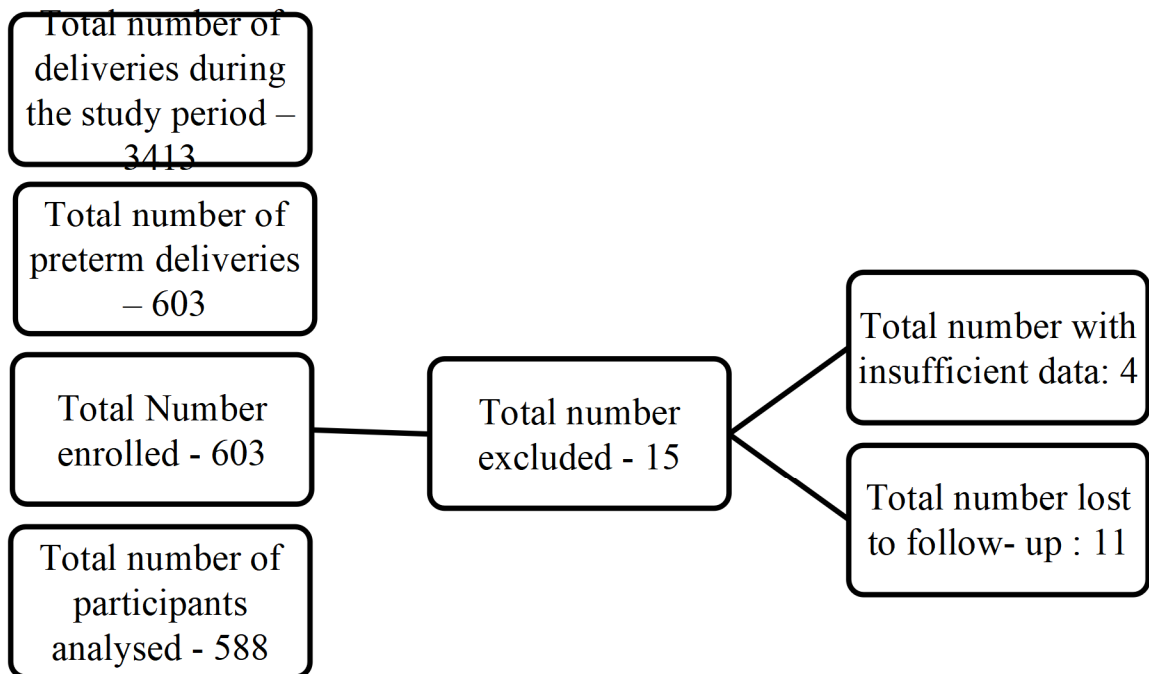 Total number of
deliveries during
the study period –
3413
Total number of
preterm deliveries
– 603
Total Number
enrolled - 603
Total number of
participants
analysed - 588
Total number
excluded - 15
Total number with
insufficient data: 4
Total number lost
to follow- up : 11